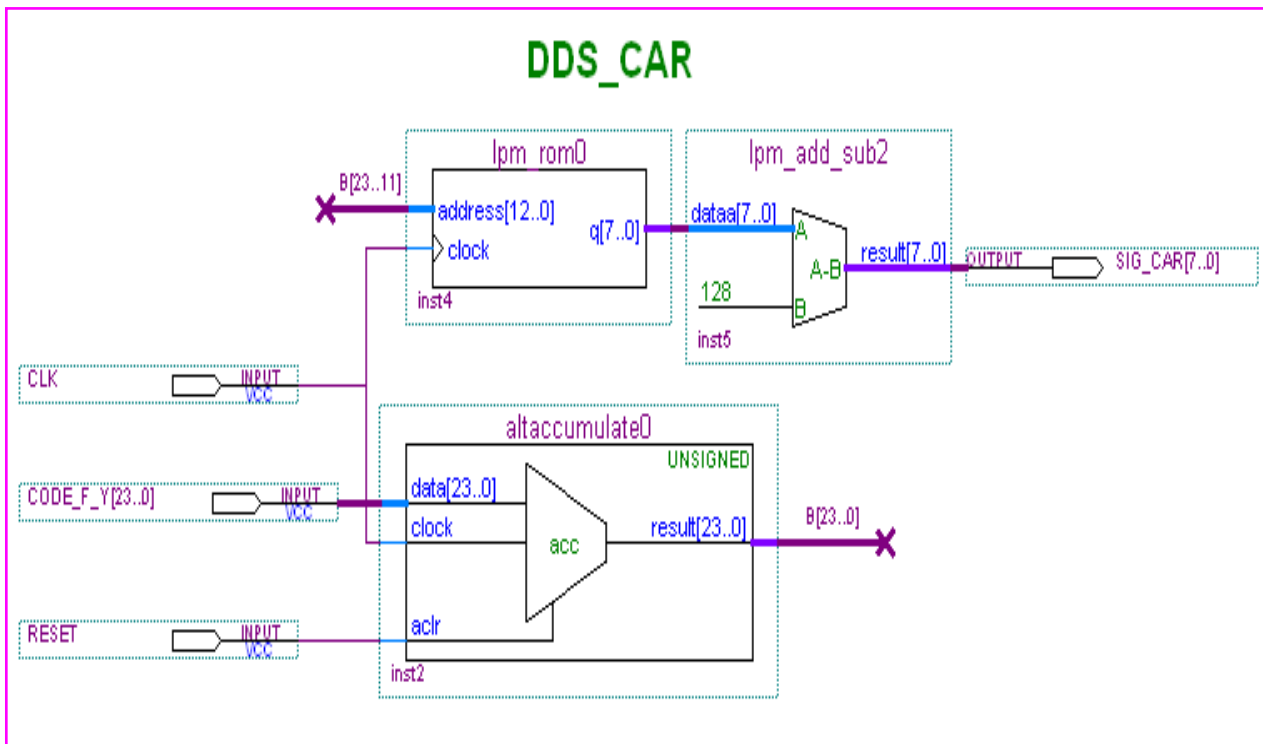 DDS_CAR
lpm_rom0
lpm_add_sub2
B[23..11]
address[12..0]
clock
q[7..0]
inst4
dataa[7..0]
A
A-B
result[7..0]
128
B
inst5
OUTPUT
SIG_CAR[7..0]
CLK
INPUT
VCC
altaccumulate0
UNSIGNED
CODE_F_Y[23..0]
INPUT
VCC
data[23..0]
clock
acc
result[23..0]
B[23..0]
RESET
INPUT
VCC
aclr
inst2